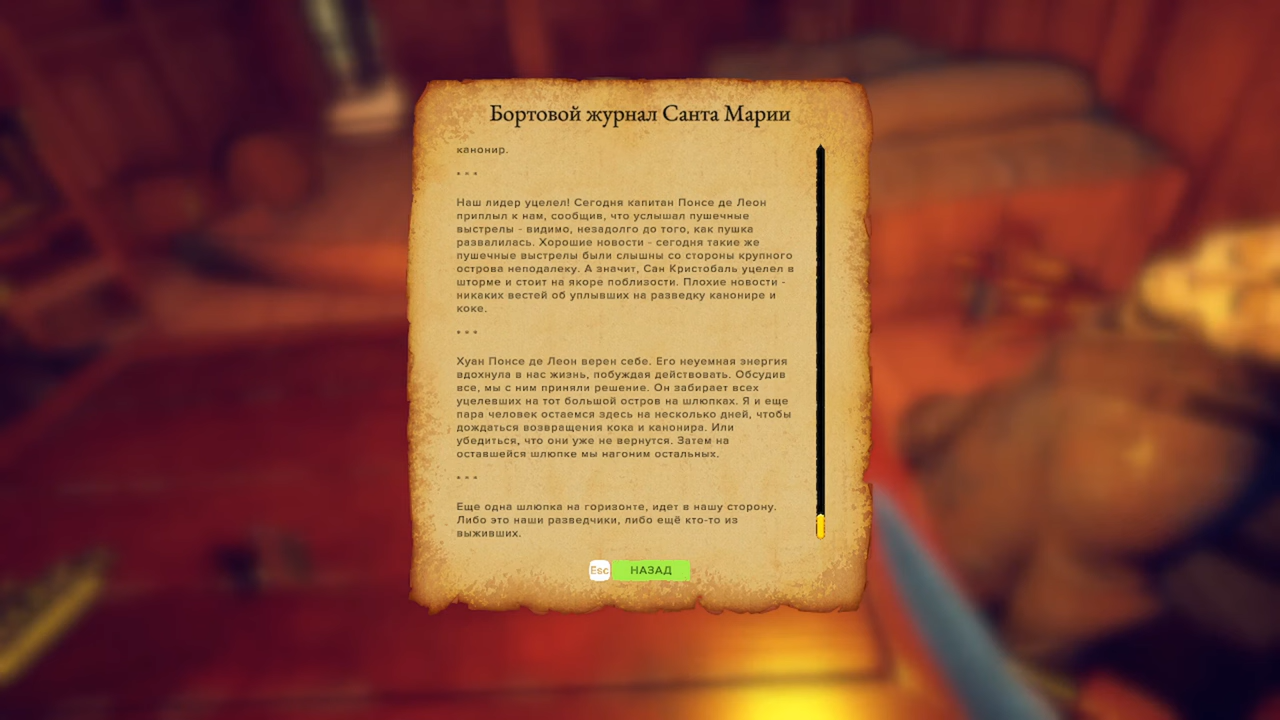 Бортовой журнал Санта Марии
канонир.
* * *
Наш лидер уцелел! Сегодня капитан Понсе де Леон
приплыл к нам, сообщив, что услышал пушечные
выстрелы - видимо, незадолго до того, как пушка
развалилась. Хорошие новости - сегодня такие же
пушечные выстрелы были слышны со стороны крупного
острова неподалеку. А значит, Сан Кристобаль уцелел в
шторме и стоит на якоре поблизости. Плохие новости -
никаких вестей об уплывших на разведку канонире и
коке.
* * *
Хуан Понсе де Леон верен себе. Его неуемная энергия
вдохнула в нас жизнь, побуждая действовать. Обсудив
все, мы с ним приняли решение. Он забирает всех
уцелевших на тот большой остров на шлюпках. Я и еще
пара человек остаемся здесь на несколько дней, чтобы
дождаться возвращения кока и канонира. Или
убедиться, что они уже не вернутся. Затем на
оставшейся шлюпке мы нагоним остальных.
* * *
Еще одна шлюпка на горизонте, идет в нашу сторону.
Либо это наши разведчики, либо ещё кто-то из
выживших.
Esc НАЗАД